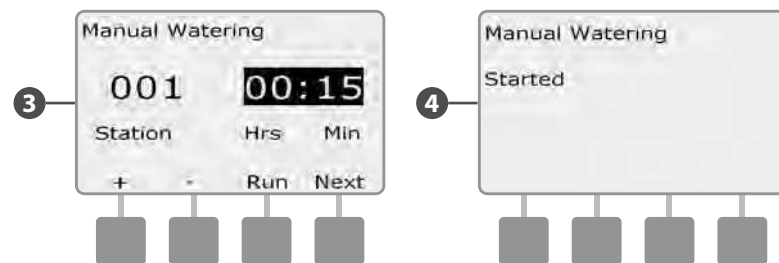 Manual Watering
3
001 00:15
Station Hrs Min
+ - Run Next
Manual Watering
4
Started